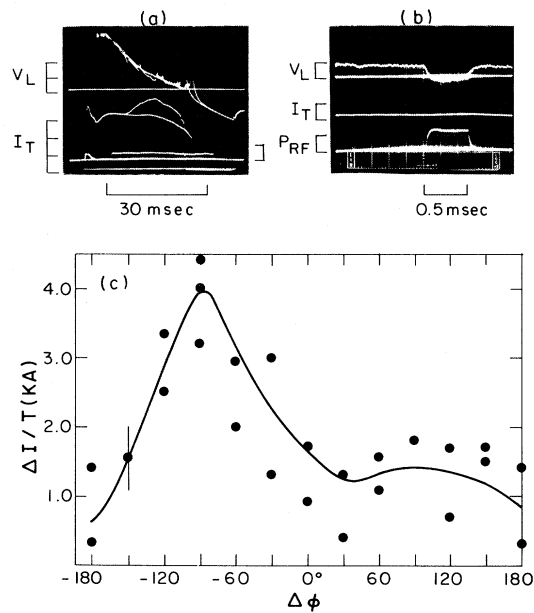 (a)
(b)
V_L
I_T
30 msec
V_L
I_T
P_RF
0.5 msec
(c)
4.0
3.0
2.0
1.0
ΔI/T(KA)
-180
-120
-60
0°
60
120
180
Δφ